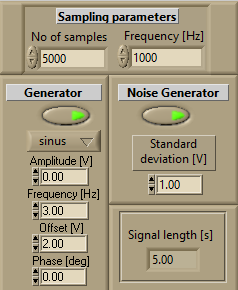 Sampling parameters
No of samples Frequency [Hz]
5000 1000
Generator
sinus
Amplitude [V]
0.00
Frequency [Hz]
3.00
Offset [V]
2.00
Phase [deg]
0.00
Noise Generator
Standard
deviation [V]
1.00
Signal length [s]
5.00